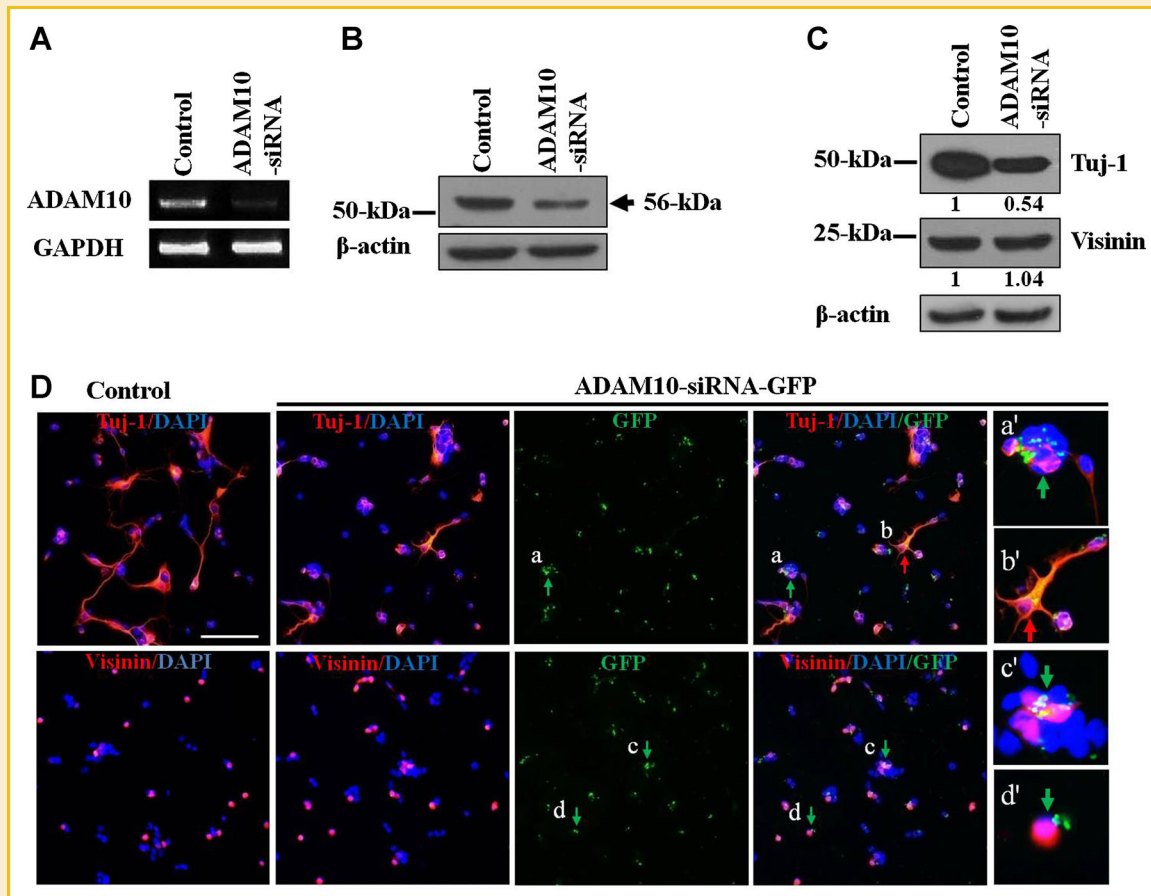 A
B
C
Control
ADAM10
-siRNA
Control
ADAM10
-siRNA
Control
ADAM10
-siRNA
ADAM10
GAPDH
50-kDa
56-kDa
β-actin
50-kDa
Tuj-1
1 0.54
25-kDa
Visinin
1 1.04
β-actin
D
Control
ADAM10-siRNA-GFP
Tuj-1/DAPI
Tuj-1/DAPI
GFP
Tuj-1/DAPI/GFP
a
a
b
a'
b'
Visinin/DAPI
Visinin/DAPI
GFP
Visinin/DAPI/GFP
c
d
c
d
c'
d'